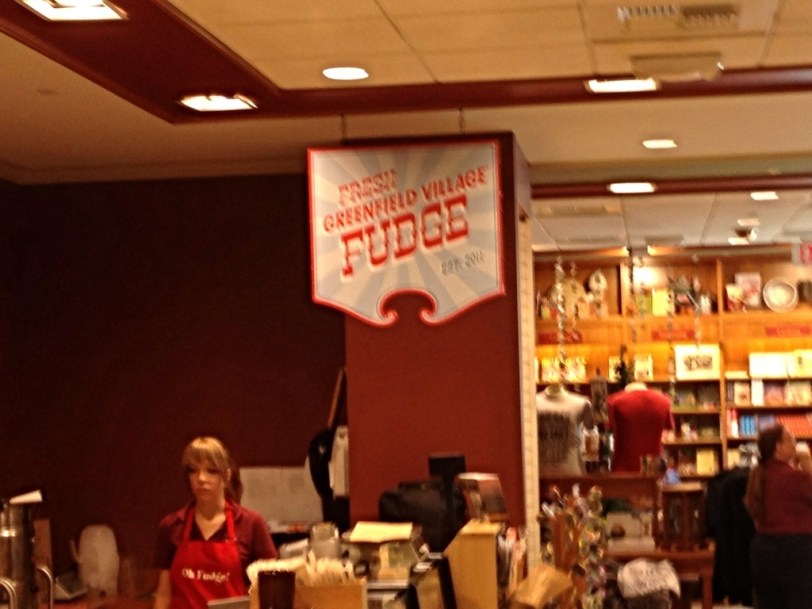 FRESH
GREENFIELD VILLAGE
FUDGE
EST. 2011
Oh Fudge!